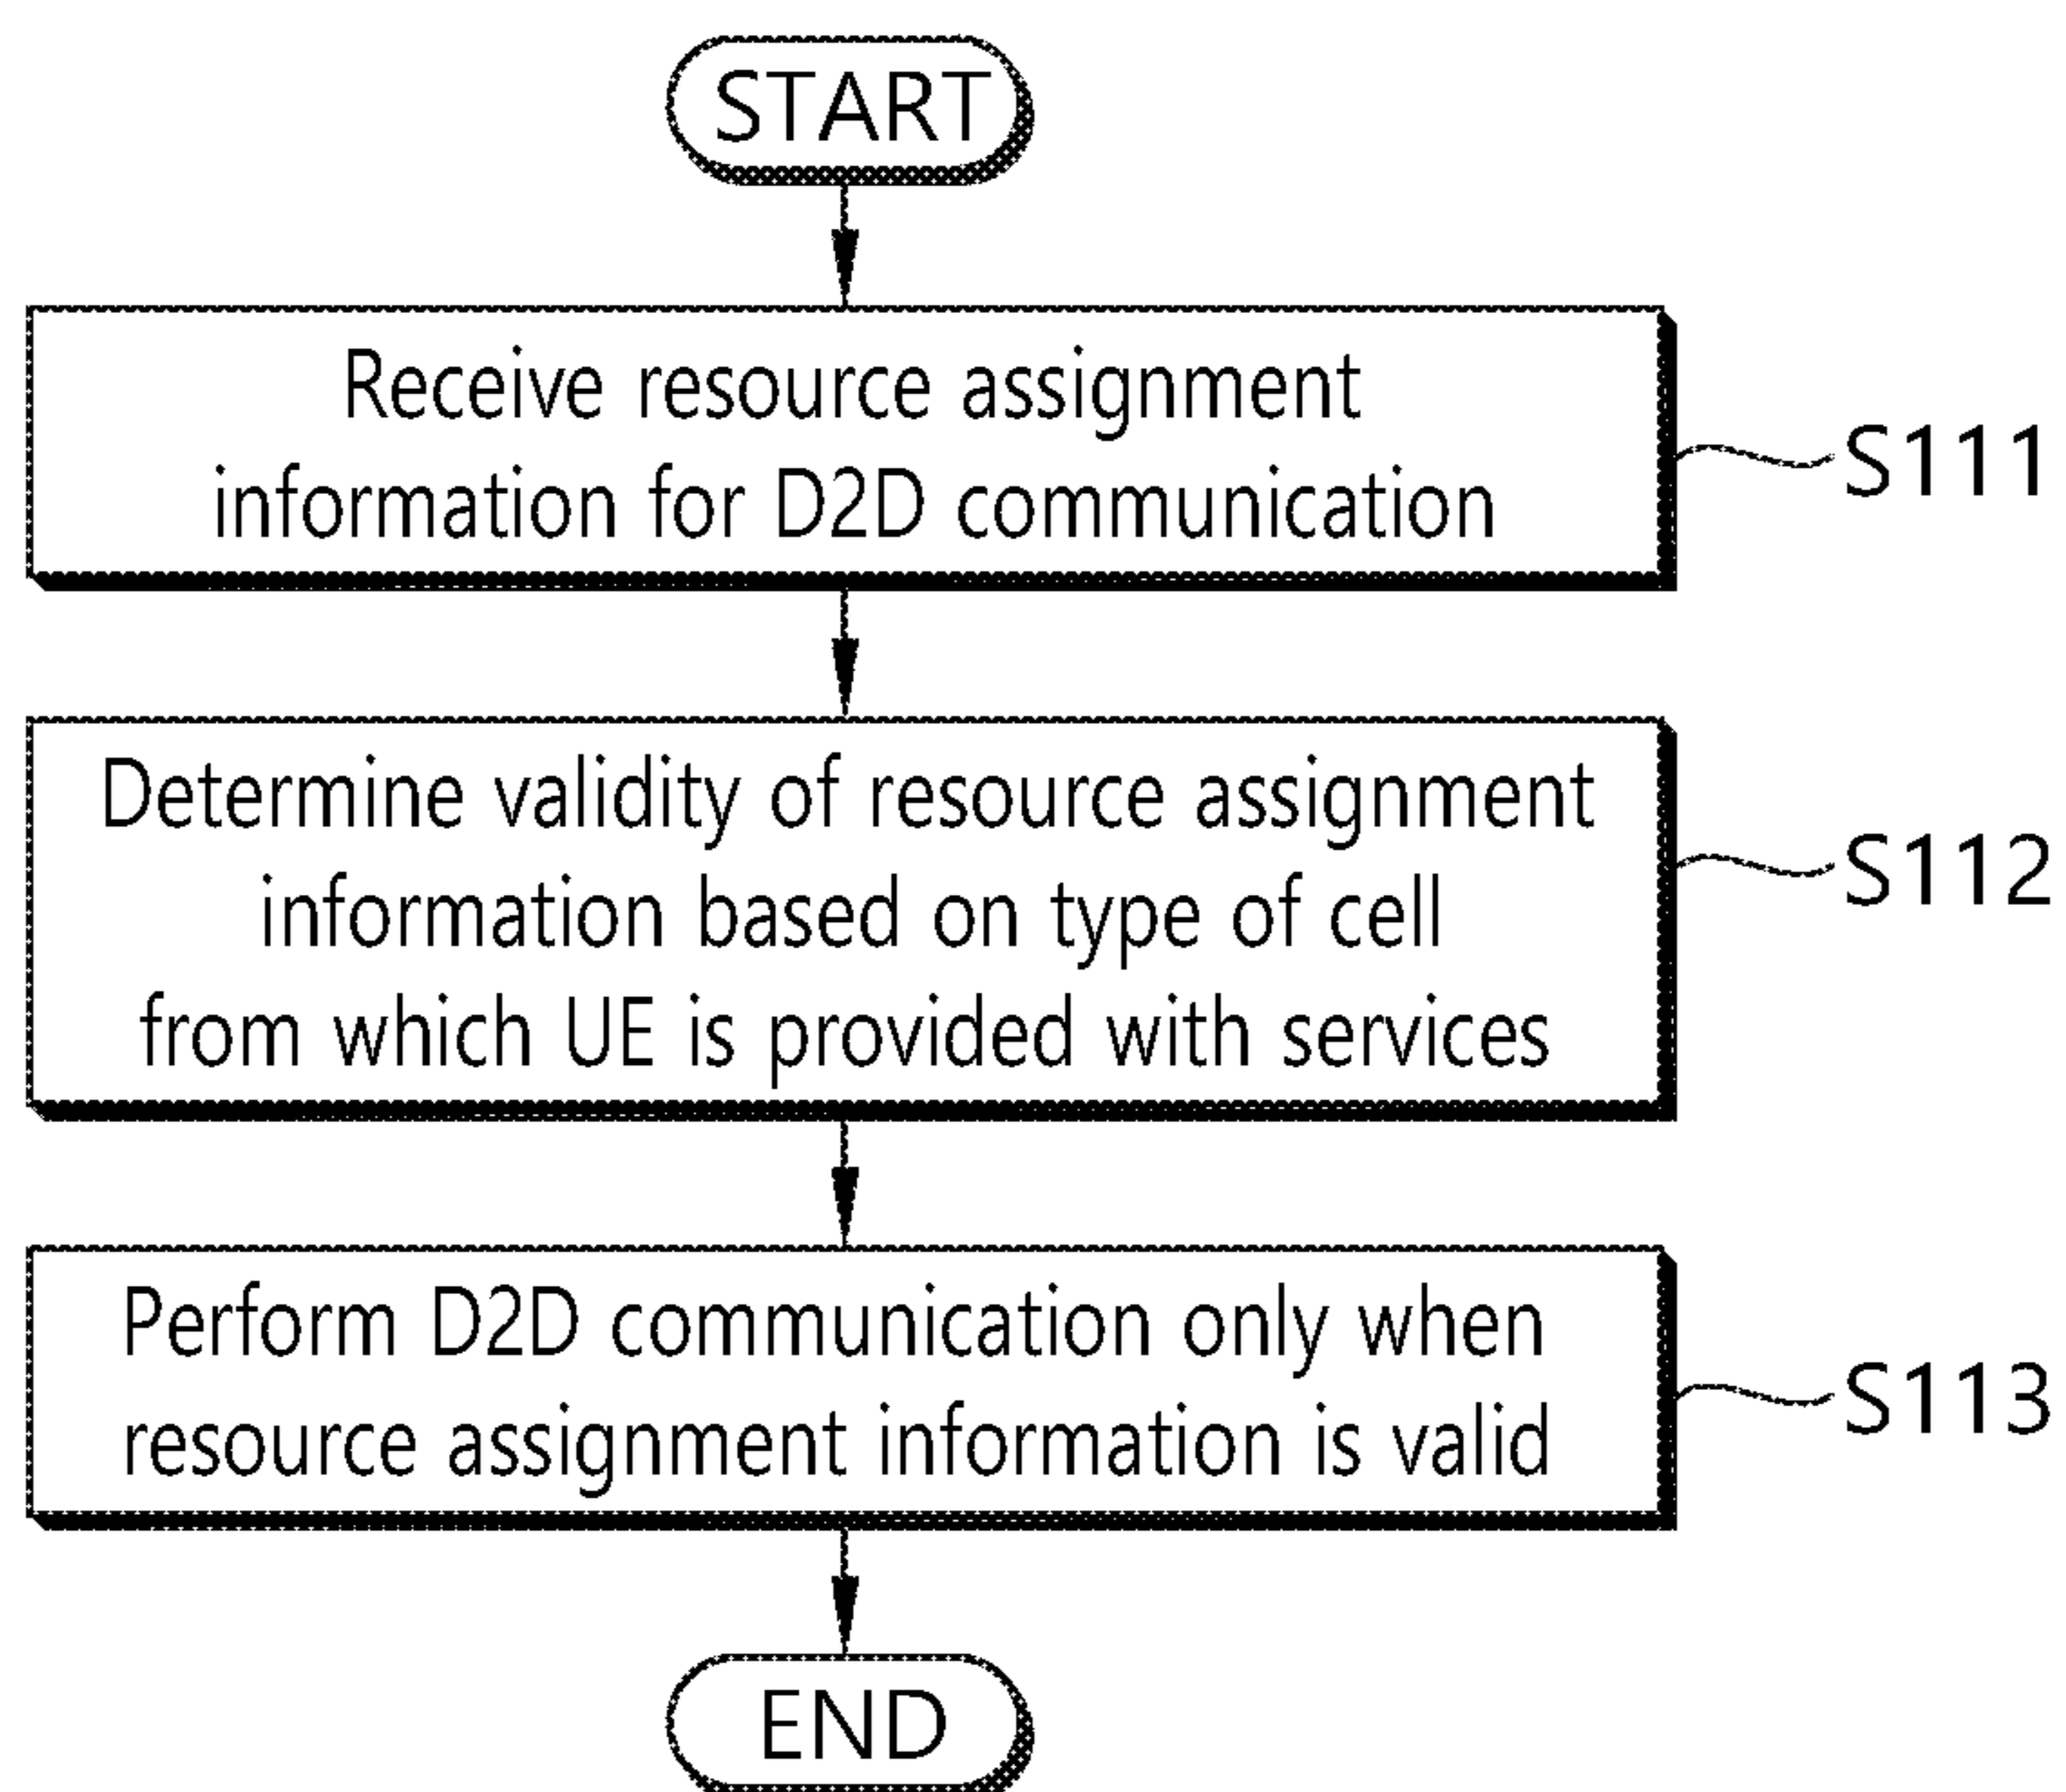 START
Receive resource assignment
information for D2D communication
S111
Determine validity of resource assignment
information based on type of cell
from which UE is provided with services
S112
Perform D2D communication only when
resource assignment information is valid
S113
END